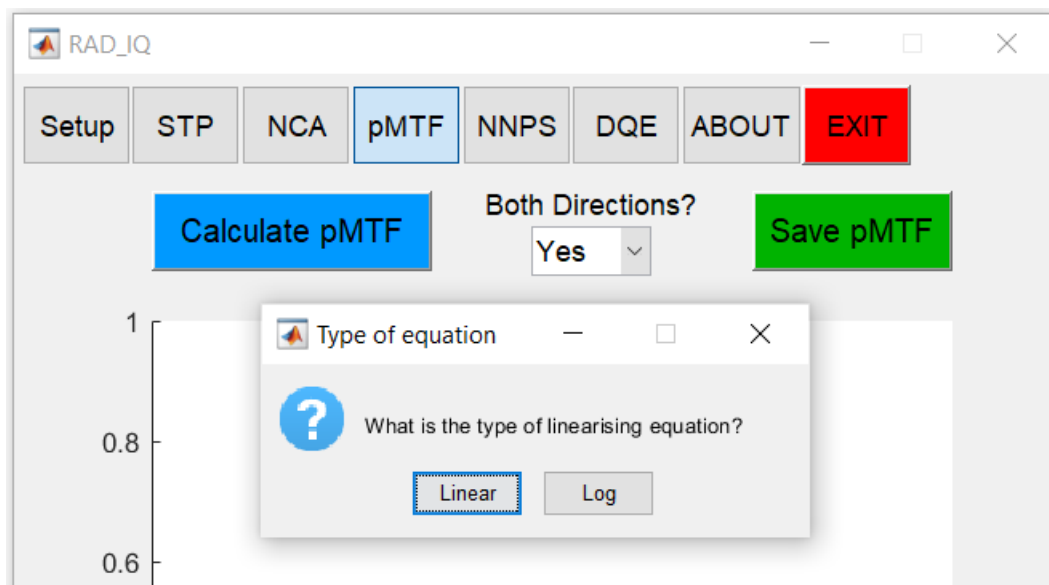 RAD_IQ
Setup STP NCA pMTF NNPS DQE ABOUT EXIT
Calculate pMTF
Both Directions?
Yes
Save pMTF
1
Type of equation
What is the type of linearising equation?
Linear Log
0.8
0.6